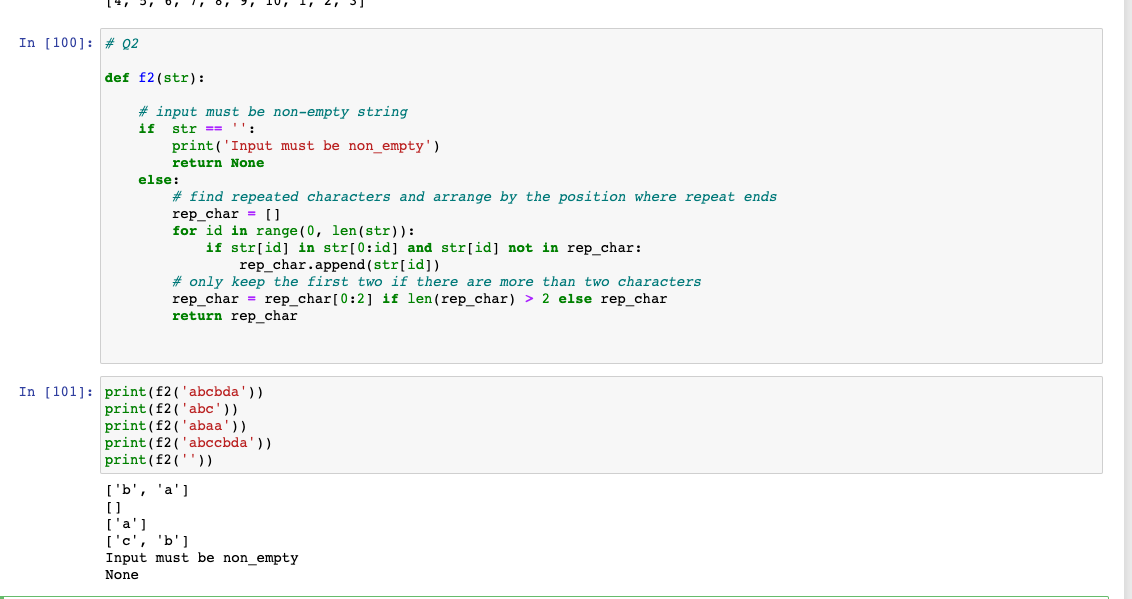 [4, 5, 6, 7, 8, 9, 10, 1, 2, 3]
In [100]: # Q2
def f2(str):
    # input must be non-empty string
    if  str == '':
        print('Input must be non_empty')
        return None
    else:
        # find repeated characters and arrange by the position where repeat ends
        rep_char = []
        for id in range(0, len(str)):
            if str[id] in str[0:id] and str[id] not in rep_char:
                rep_char.append(str[id])
        # only keep the first two if there are more than two characters
        rep_char = rep_char[0:2] if len(rep_char) > 2 else rep_char
        return rep_char
In [101]: print(f2('abcbda'))
print(f2('abc'))
print(f2('abaa'))
print(f2('abccbda'))
print(f2(''))
['b', 'a']
[]
['a']
['c', 'b']
Input must be non_empty
None